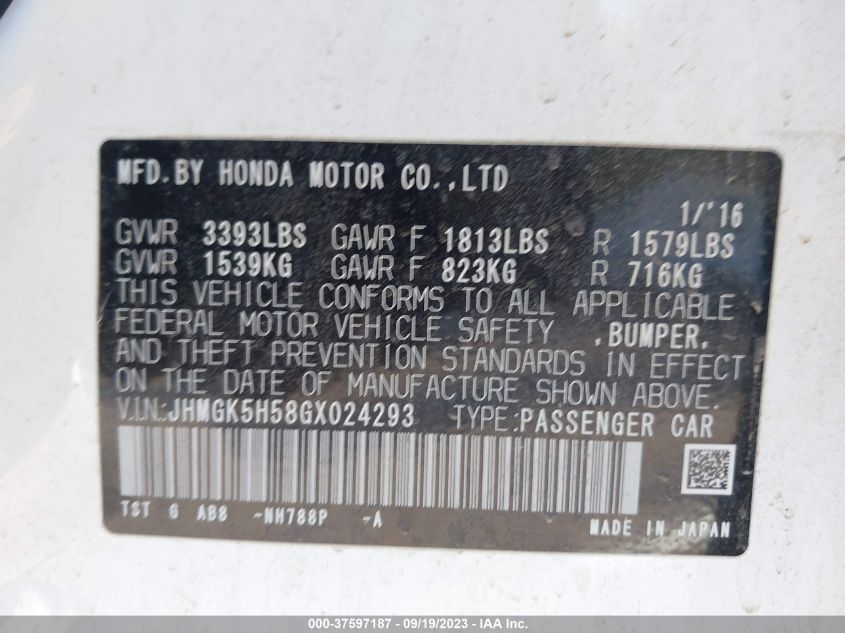 MFD.BY HONDA MOTOR CO.,LTD
1/'16
GVWR 3393LBS GAWR F 1813LBS R 1579LBS
GVWR 1539KG GAWR F 823KG R 716KG
THIS VEHICLE CONFORMS TO ALL APPLICABLE
FEDERAL MOTOR VEHICLE SAFETY ,BUMPER,
AND THEFT PREVENTION STANDARDS IN EFFECT
ON THE DATE OF MANUFACTURE SHOWN ABOVE.
V.I.N.:JHMGK5H58GX024293 TYPE:PASSENGER CAR
TST G AB8 -NH788P -A
MADE IN JAPAN
000-37597187 - 09/19/2023 - IAA Inc.